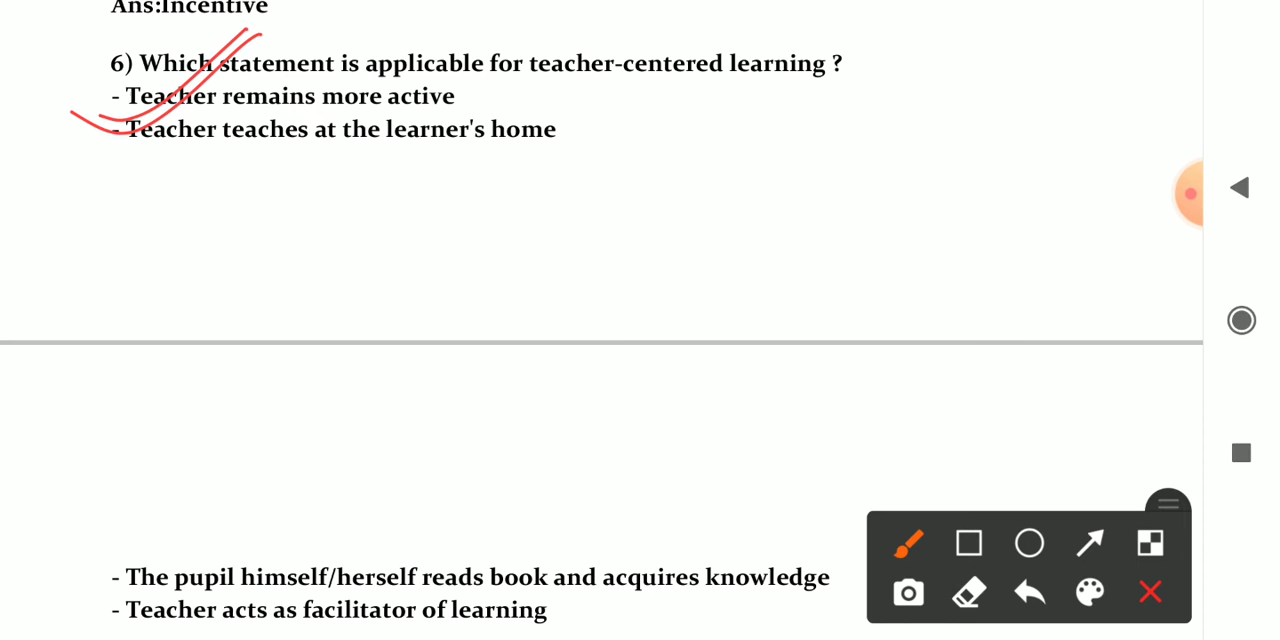 Ans:Incentive
6) Which statement is applicable for teacher-centered learning ?
- Teacher remains more active
- Teacher teaches at the learner's home
- The pupil himself/herself reads book and acquires knowledge
- Teacher acts as facilitator of learning